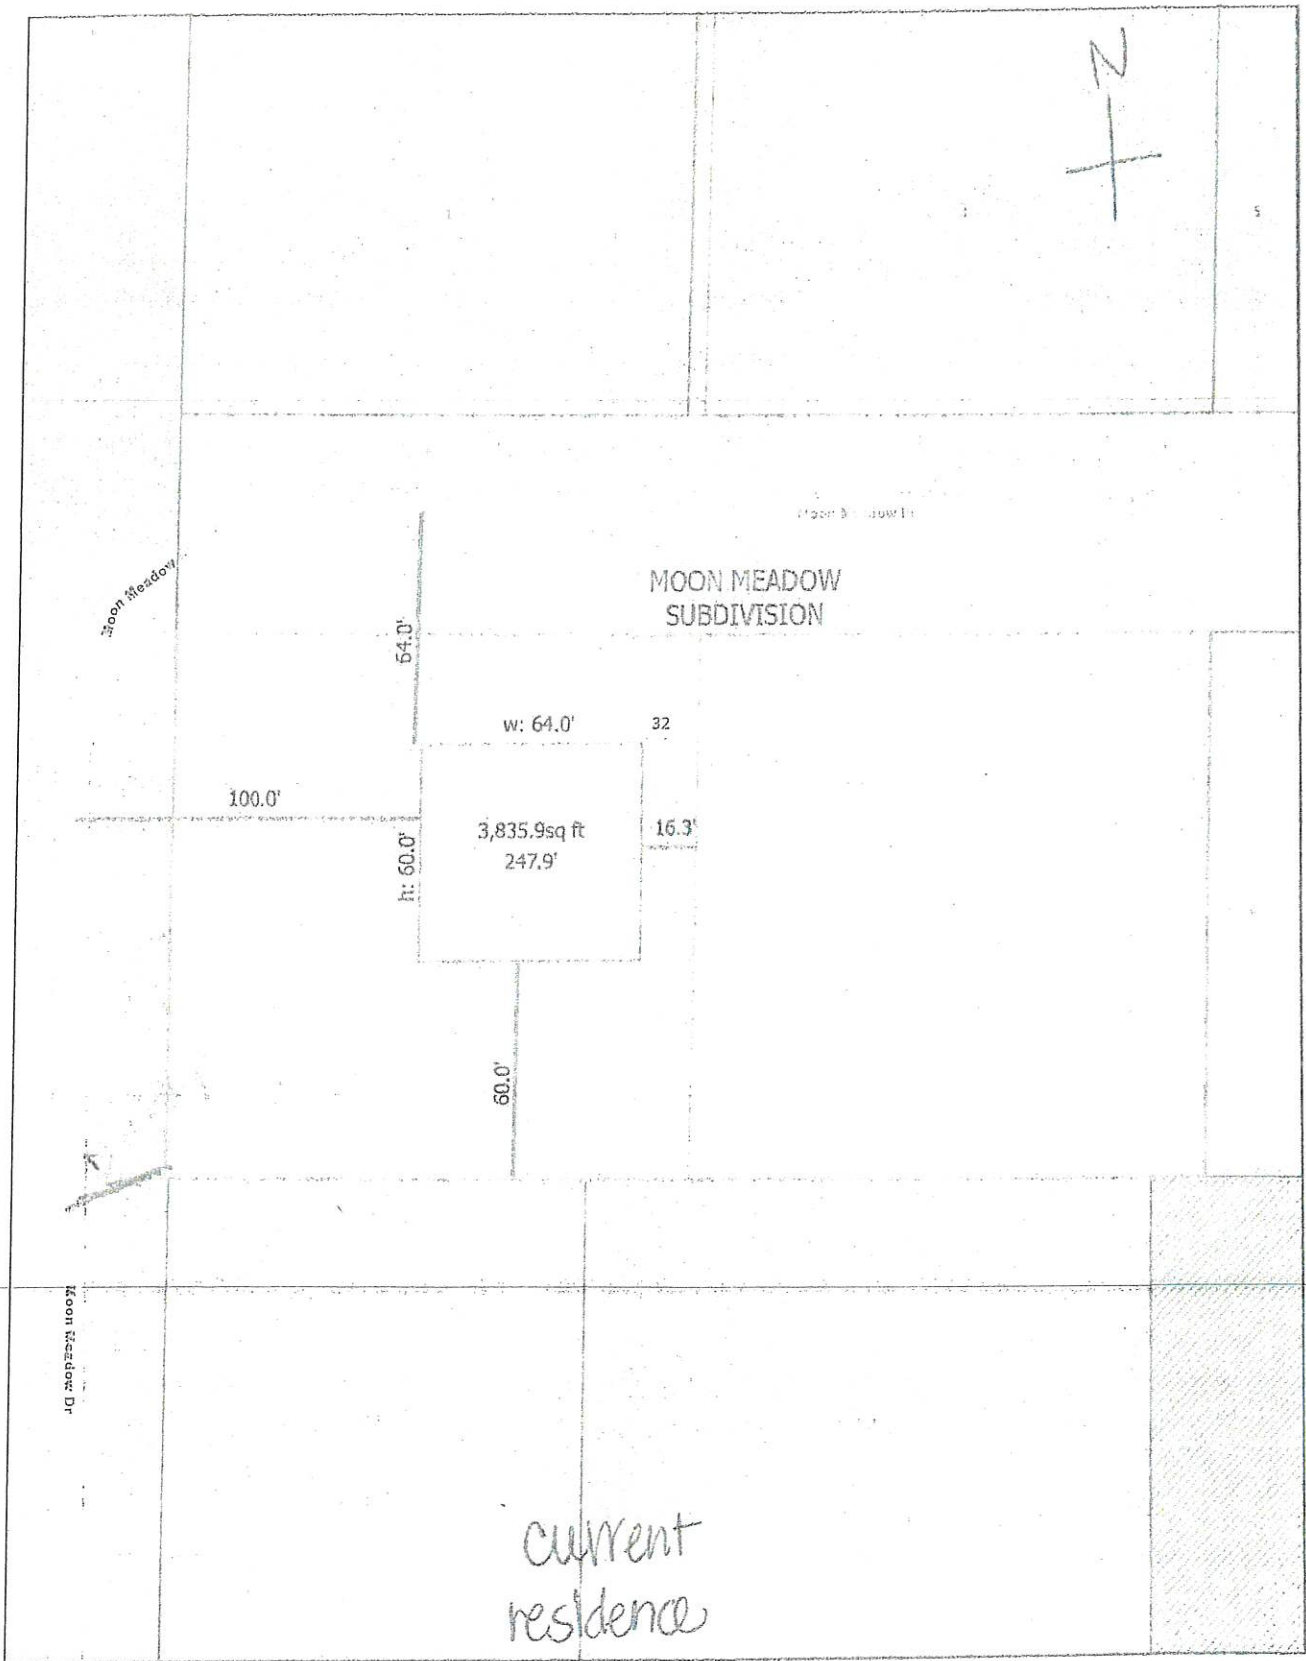 N
MOON MEADOW
SUBDIVISION
Moon Meadow
64.0'
w: 64.0'
32
100.0'
3,835.9sq ft
247.9'
h: 60.0'
16.3'
60.0'
Moon Meadow Dr
current
residence